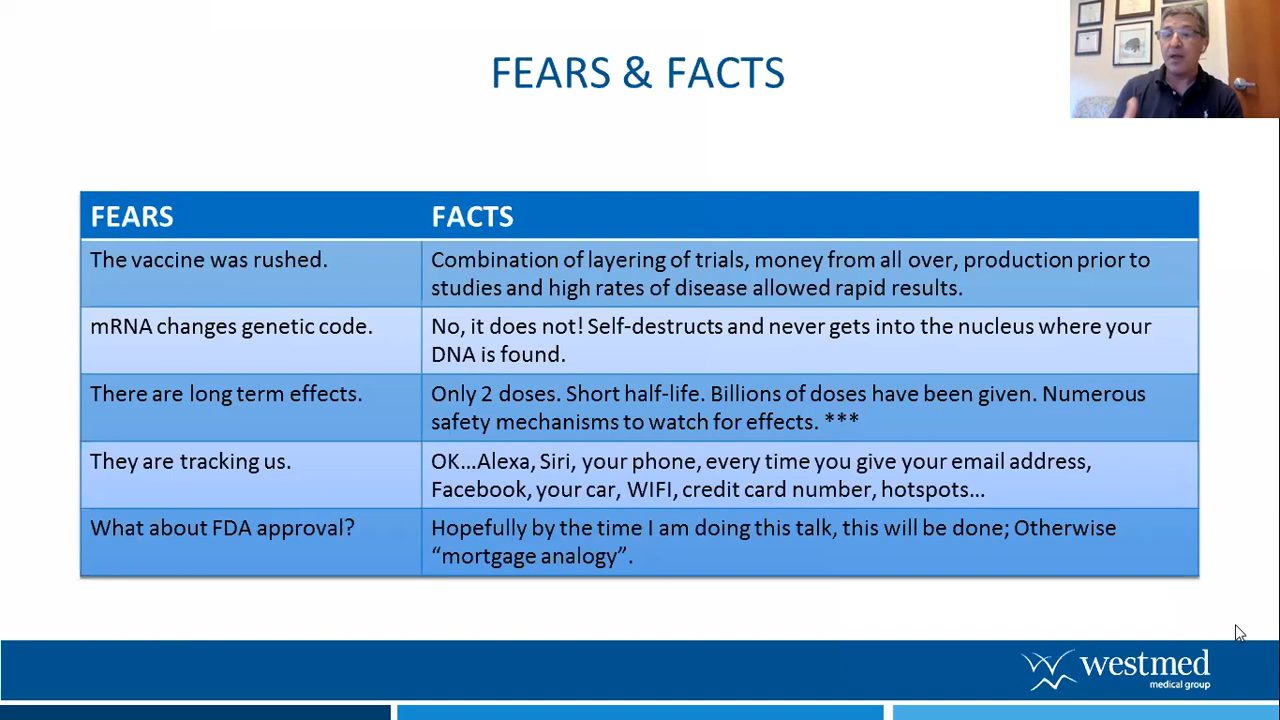 FEARS & FACTS
FEARS
FACTS
The vaccine was rushed.
Combination of layering of trials, money from all over, production prior to
studies and high rates of disease allowed rapid results.
mRNA changes genetic code.
No, it does not! Self-destructs and never gets into the nucleus where your
DNA is found.
There are long term effects.
Only 2 doses. Short half-life. Billions of doses have been given. Numerous
safety mechanisms to watch for effects. ***
They are tracking us.
OK…Alexa, Siri, your phone, every time you give your email address,
Facebook, your car, WIFI, credit card number, hotspots…
What about FDA approval?
Hopefully by the time I am doing this talk, this will be done; Otherwise
“mortgage analogy”.
westmed
medical group